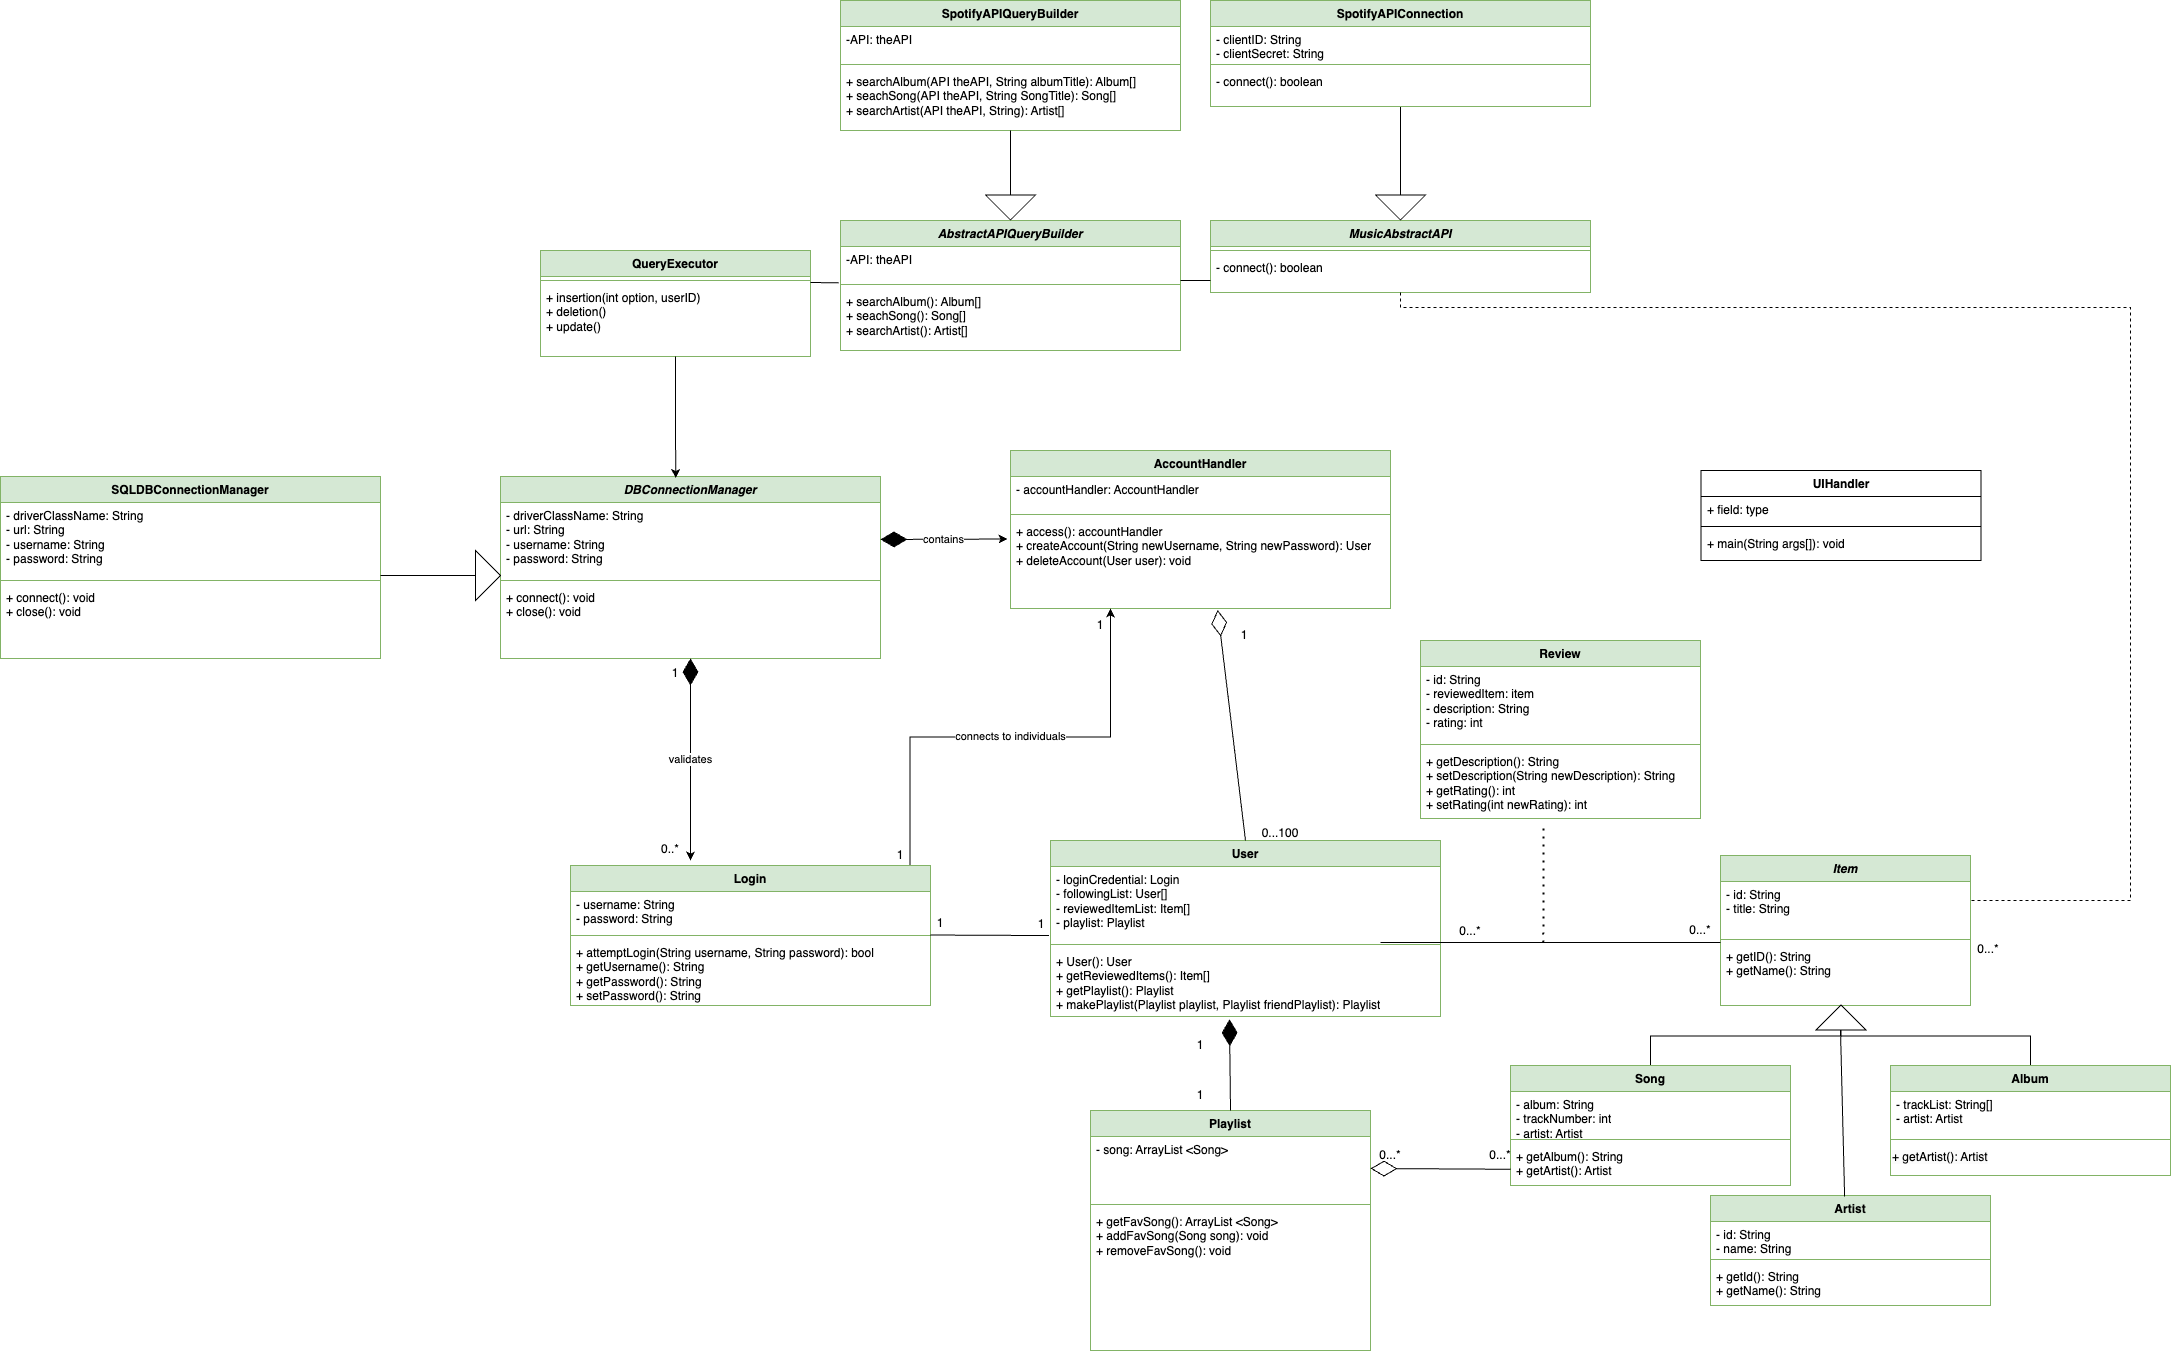 SpotifyAPIQueryBuilder
-API: theAPI
+ searchAlbum(API theAPI, String albumTitle): Album[]
+ seachSong(API theAPI, String SongTitle): Song[]
+ searchArtist(API theAPI, String): Artist[]
SpotifyAPIConnection
- clientID: String
- clientSecret: String
- connect(): boolean
QueryExecutor
+ insertion(int option, userID)
+ deletion()
+ update()
AbstractAPIQueryBuilder
-API: theAPI
+ searchAlbum(): Album[]
+ seachSong(): Song[]
+ searchArtist(): Artist[]
MusicAbstractAPI
- connect(): boolean
SQLDBConnectionManager
- driverClassName: String
- url: String
- username: String
- password: String
+ connect(): void
+ close(): void
DBConnectionManager
- driverClassName: String
- url: String
- username: String
- password: String
+ connect(): void
+ close(): void
contains
AccountHandler
- accountHandler: AccountHandler
+ access(): accountHandler
+ createAccount(String newUsername, String newPassword): User
+ deleteAccount(User user): void
UIHandler
+ field: type
+ main(String args[]): void
1
1
1
validates
connects to individuals
0..*
1
0...100
Review
- id: String
- reviewedItem: item
- description: String
- rating: int
+ getDescription(): String
+ setDescription(String newDescription): String
+ getRating(): int
+ setRating(int newRating): int
Login
- username: String
- password: String
+ attemptLogin(String username, String password): bool
+ getUsername(): String
+ getPassword(): String
+ setPassword(): String
1
1
User
- loginCredential: Login
- followingList: User[]
- reviewedItemList: Item[]
- playlist: Playlist
+ User(): User
+ getReviewedItems(): Item[]
+ getPlaylist(): Playlist
+ makePlaylist(Playlist playlist, Playlist friendPlaylist): Playlist
0...*
0...*
Item
- id: String
- title: String
+ getID(): String
+ getName(): String
0...*
1
1
Playlist
- song: ArrayList <Song>
+ getFavSong(): ArrayList <Song>
+ addFavSong(Song song): void
+ removeFavSong(): void
0...*
0...*
Song
- album: String
- trackNumber: int
- artist: Artist
+ getAlbum(): String
+ getArtist(): Artist
Album
- trackList: String[]
- artist: Artist
+ getArtist(): Artist
Artist
- id: String
- name: String
+ getId(): String
+ getName(): String